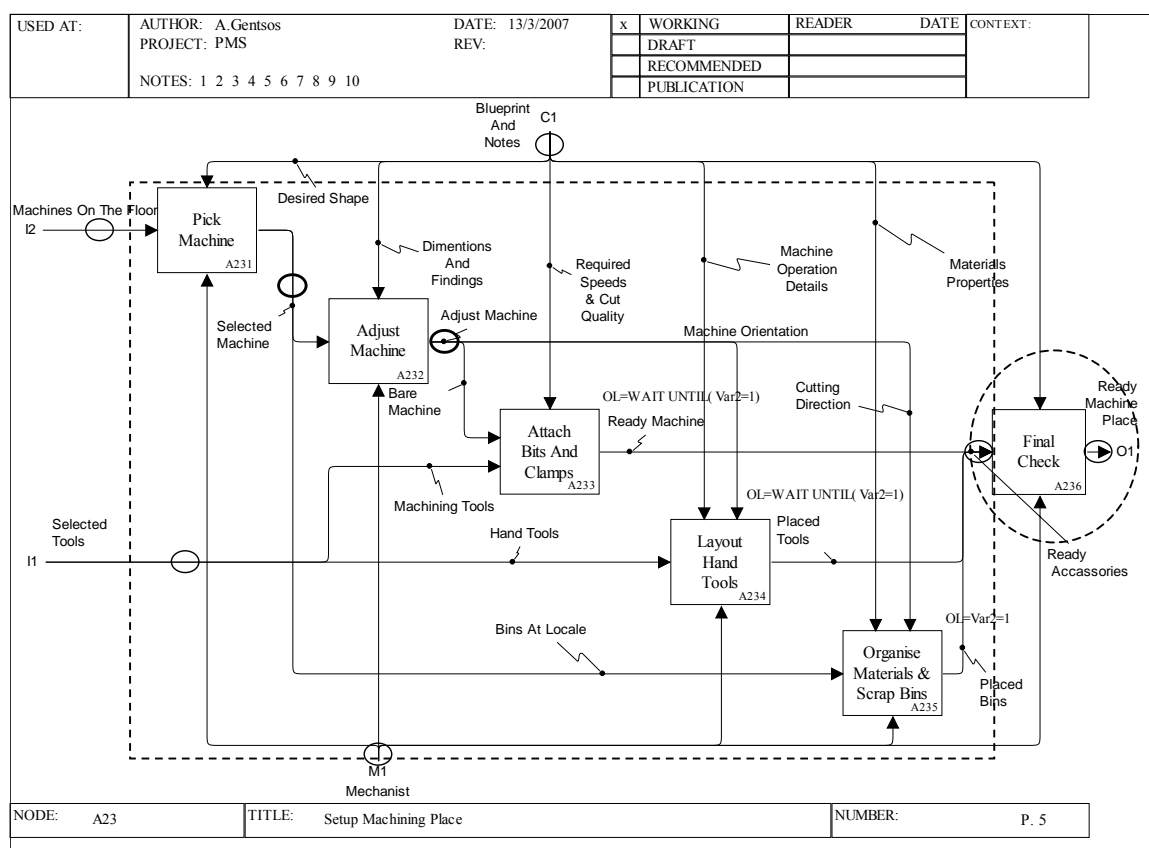 USED AT:
AUTHOR: A.Gentsos
DATE: 13/3/2007
PROJECT: PMS
REV:
NOTES: 1 2 3 4 5 6 7 8 9 10
x WORKING
DRAFT
RECOMMENDED
PUBLICATION
READER DATE
CONTEXT:
Blueprint
And
Notes
C1
Desired Shape
Machines On The Floor
I2
Pick
Machine
A231
Dimentions
And
Findings
Required
Speeds
& Cut
Quality
Machine
Operation
Details
Materials
Properties
Selected
Machine
Adjust
Machine
A232
Adjust Machine
Machine Orientation
Bare
Machine
OL=WAIT UNTIL( Var2=1)
Ready Machine
Cutting
Direction
Ready
Machine
Place
Attach
Bits And
Clamps
A233
Final
Check
A236
O1
Machining Tools
OL=WAIT UNTIL( Var2=1)
Selected
Tools
I1
Hand Tools
Layout
Hand
Tools
A234
Placed
Tools
Ready
Accassories
Bins At Locale
OL=Var2=1
Organise
Materials &
Scrap Bins
A235
Placed
Bins
M1
Mechanist
NODE: A23
TITLE: Setup Machining Place
NUMBER: P. 5